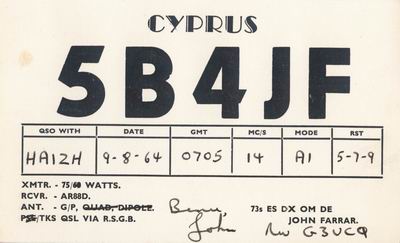 CYPRUS
5B4JF
QSO WITH DATE GMT MC/S MODE RST
HA1ZH 9-8-64 0705 14 A1 5-7-9
XMTR. - 75/60 WATTS.
RCVR. - AR88D.
ANT. - G/P, QUAD, DIPOLE.
PSE/TKS QSL VIA R.S.G.B.
John
73s ES DX OM DE
JOHN FARRAR.
Nw G3UCQ